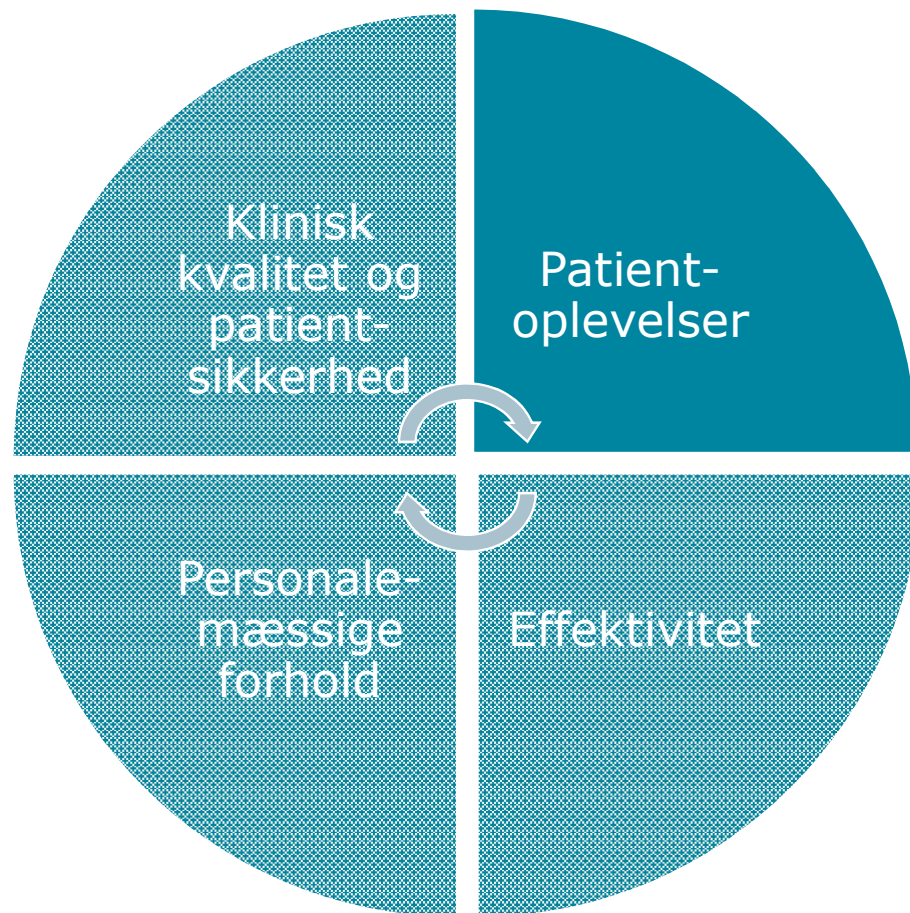 Klinisk
kvalitet og
patient-
sikkerhed
Patient-
oplevelser
Personale-
mæssige
forhold
Effektivitet